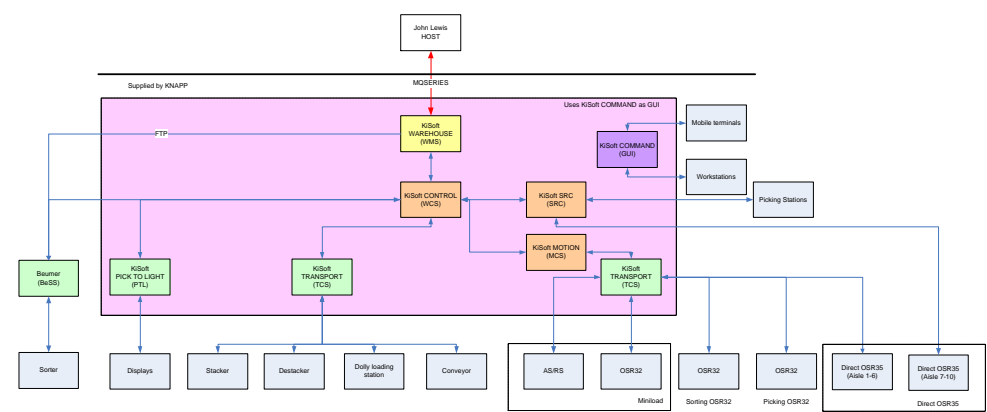 John Lewis
HOST
MQSERIES
Supplied by KNAPP
Uses KiSoft COMMAND as GUI
FTP
KiSoft
WAREHOUSE
(WMS)
KiSoft COMMAND
(GUI)
Mobile terminals
Workstations
KiSoft CONTROL
(WCS)
KiSoft SRC
(SRC)
Picking Stations
KiSoft MOTION
(MCS)
Beumer
(BeSS)
KiSoft
PICK TO LIGHT
(PTL)
KiSoft
TRANSPORT
(TCS)
KiSoft
TRANSPORT
(TCS)
Sorter
Displays
Stacker
Destacker
Dolly loading
station
Conveyor
AS/RS
OSR32
OSR32
OSR32
Direct OSR35
(Aisle 1-6)
Direct OSR35
(Aisle 7-10)
Miniload
Sorting OSR32
Picking OSR32
Direct OSR35